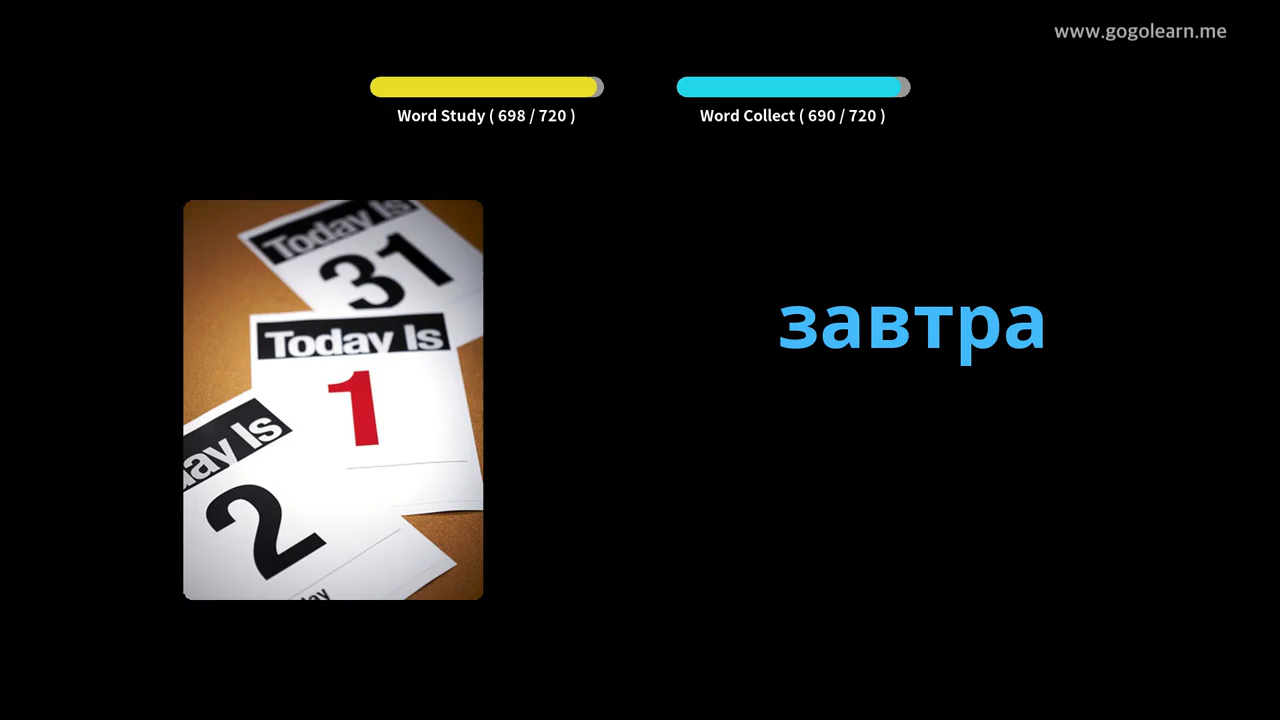 www.gogolearn.me
Word Study ( 698 / 720 )
Word Collect ( 690 / 720 )
Today Is
31
Today Is
1
ay Is
2
завтра